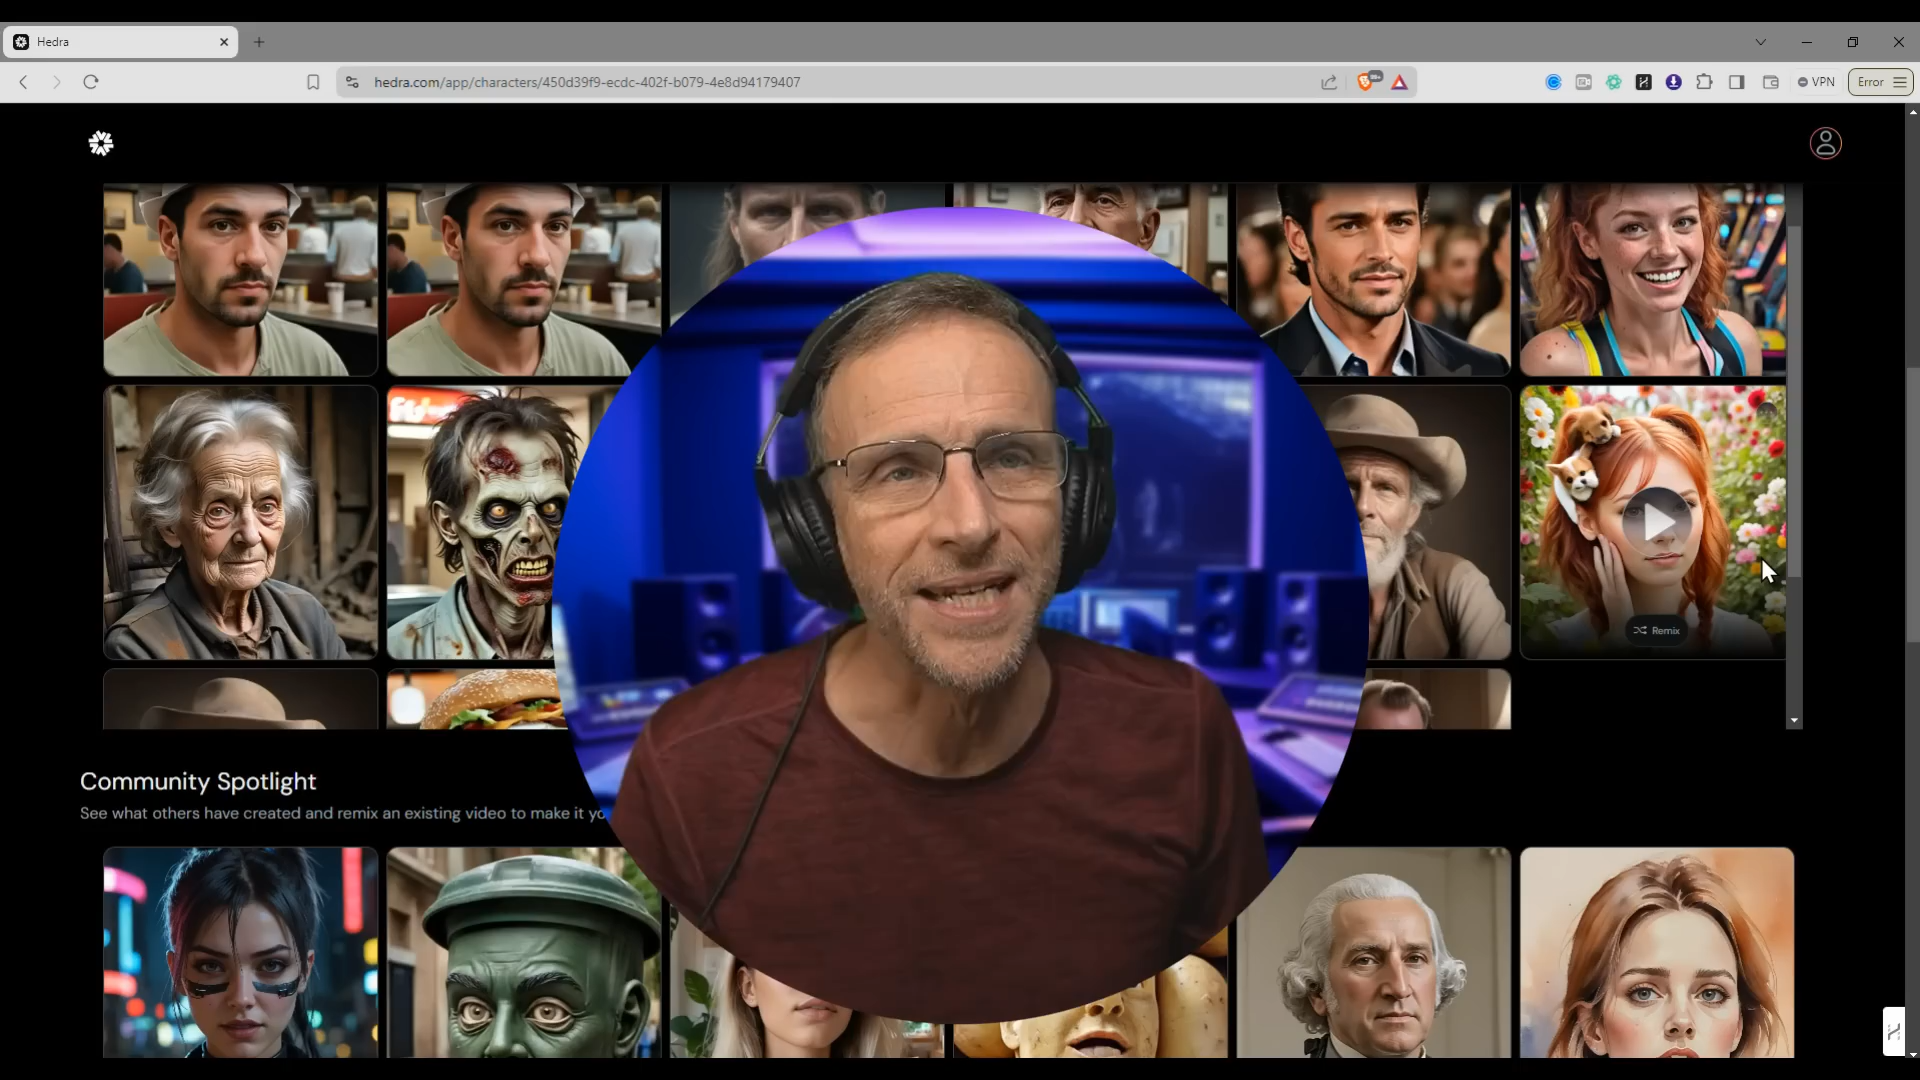 Hedra
hedra.com/app/characters/450d39f9-ecdc-402f-b079-4e8d94179407
99+
VPN
Error
Remix
Community Spotlight
See what others have created and remix an existing video to make it yo